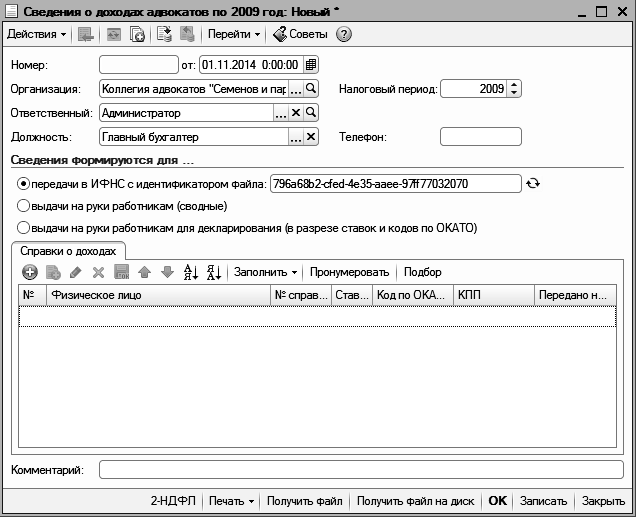 Сведения о доходах адвокатов по 2009 год: Новый *
Действия Перейти Советы
Номер: от: 01.11.2014 0:00:00
Организация: Коллегия адвокатов "Семенов и пар ... Налоговый период: 2009
Ответственный: Администратор ...
Должность: Главный бухгалтер ... Телефон:
Сведения формируются для ...
передачи в ИФНС с идентификатором файла: 796a68b2-cfed-4e35-aaee-97ff77032070
выдачи на руки работникам (сводные)
выдачи на руки работникам для декларирования (в разрезе ставок и кодов по ОКАТО)
Справки о доходах
Заполнить Пронумеровать Подбор
№ Физическое лицо № справ... Став... Код по ОКА... КПП Передано н...
Комментарий:
2-НДФЛ Печать Получить файл Получить файл на диск OK Записать Закрыть